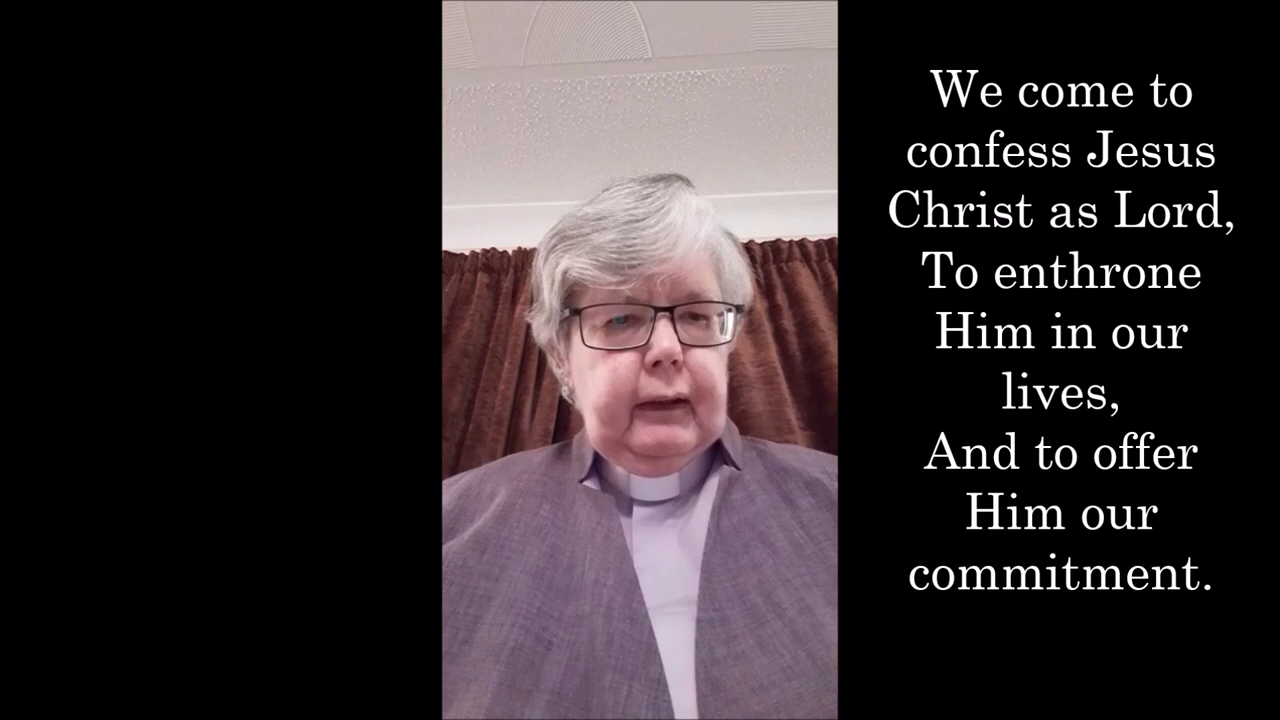 We come to
confess Jesus
Christ as Lord,
To enthrone
Him in our
lives,
And to offer
Him our
commitment.